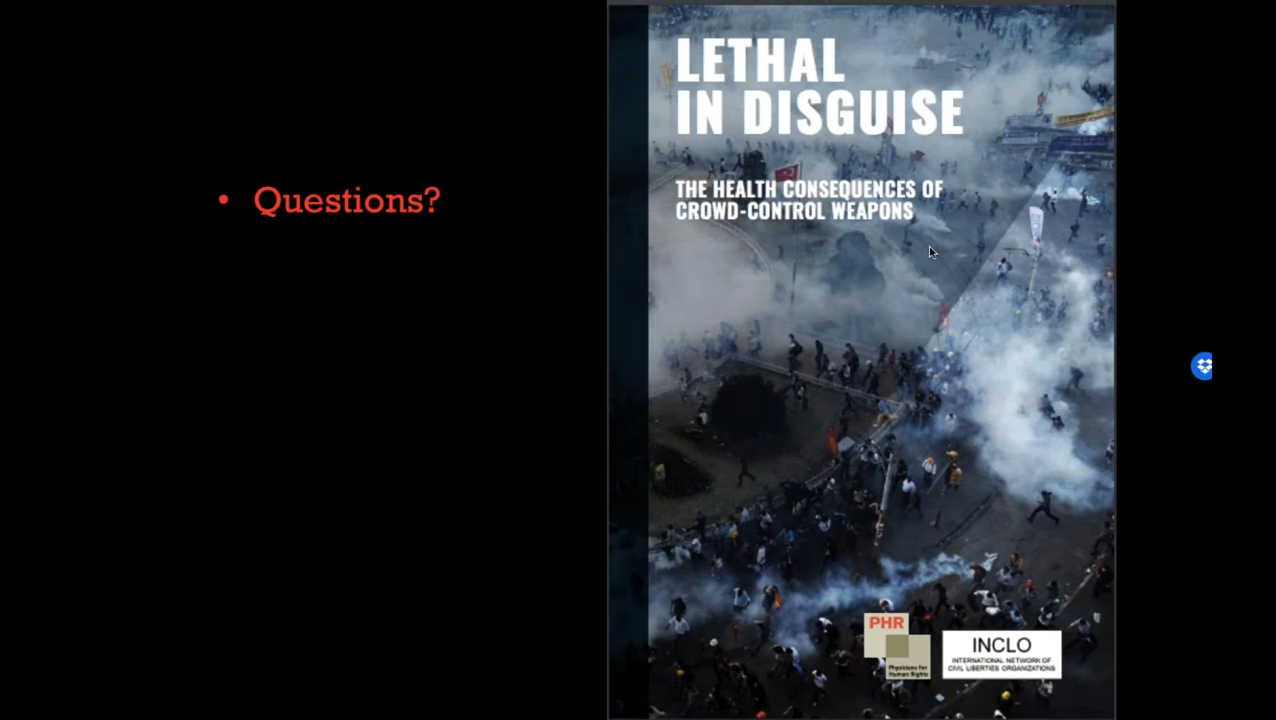 • Questions?
LETHAL
IN DISGUISE
THE HEALTH CONSEQUENCES OF
CROWD-CONTROL WEAPONS
PHR
Physicians for
Human Rights
INCLO
INTERNATIONAL NETWORK OF
CIVIL LIBERTIES ORGANIZATIONS